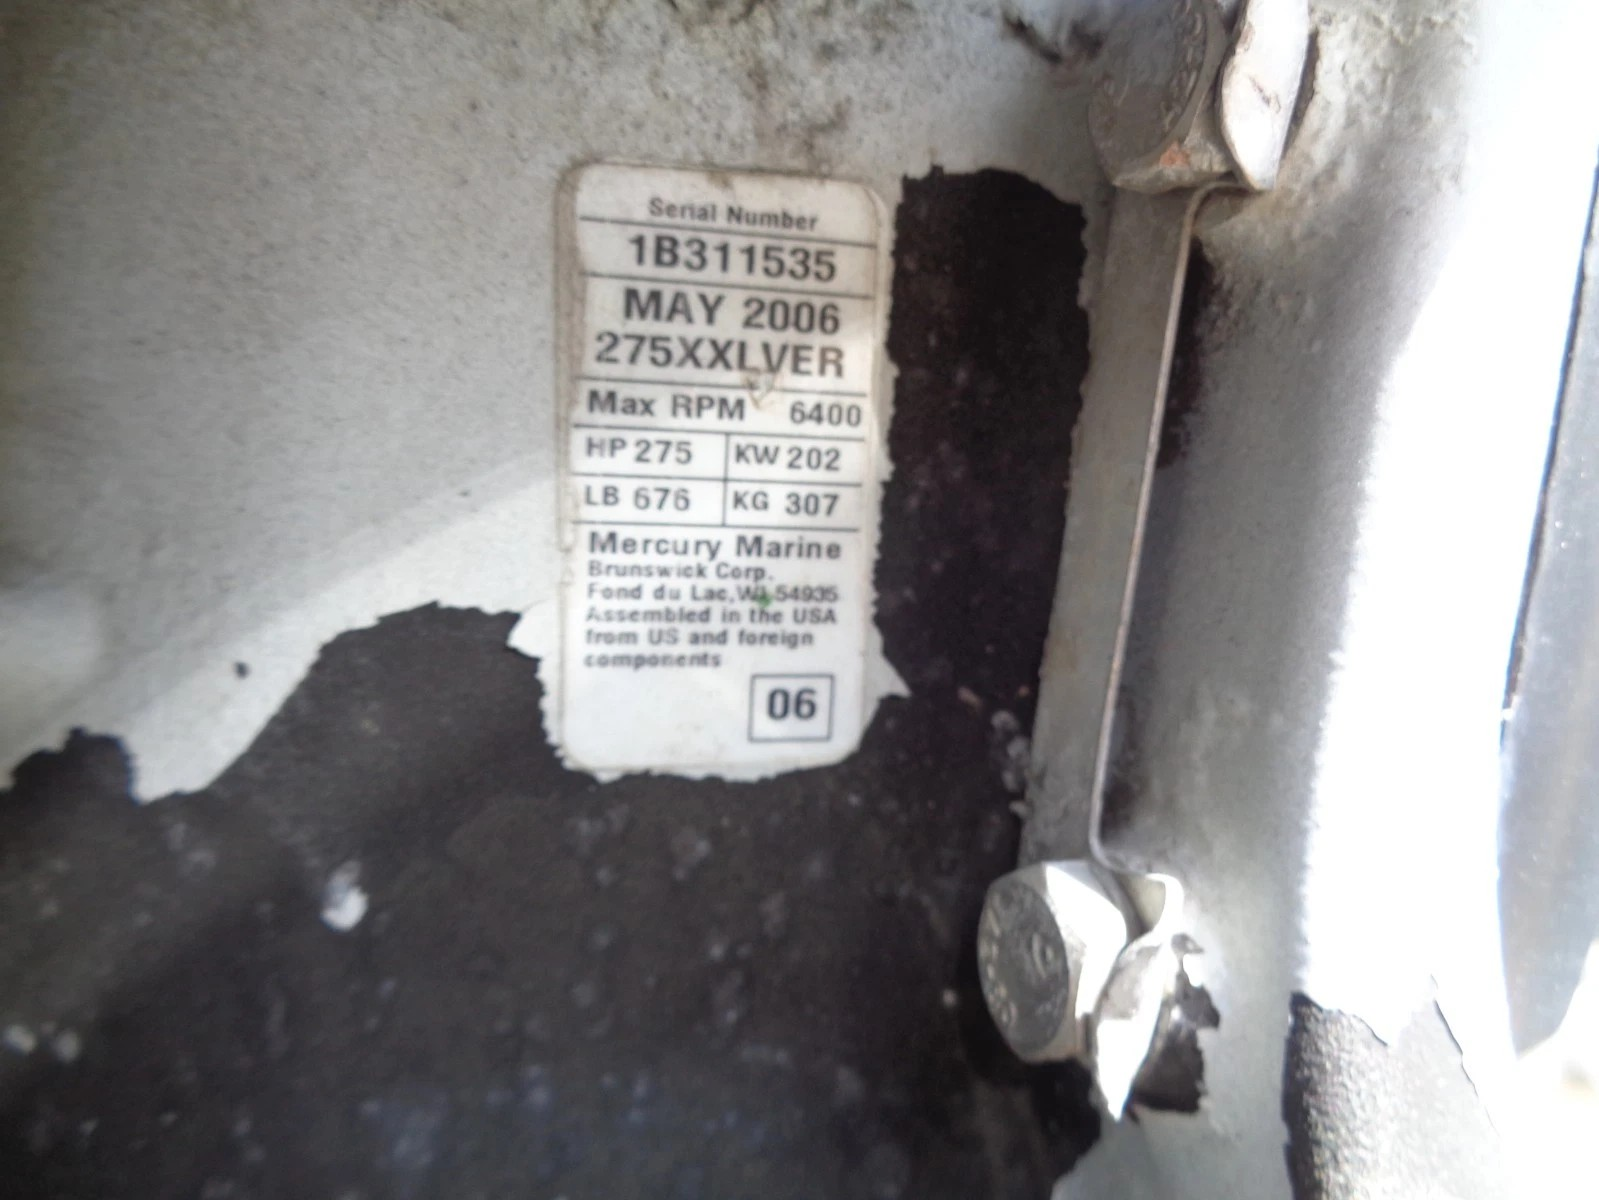 Serial Number
1B311535
MAY 2006
275XXLVER
Max RPM 6400
HP 275 KW 202
LB 676 KG 307
Mercury Marine
Brunswick Corp.
Fond du Lac, WI 54935
Assembled in the USA
from US and foreign
components
06